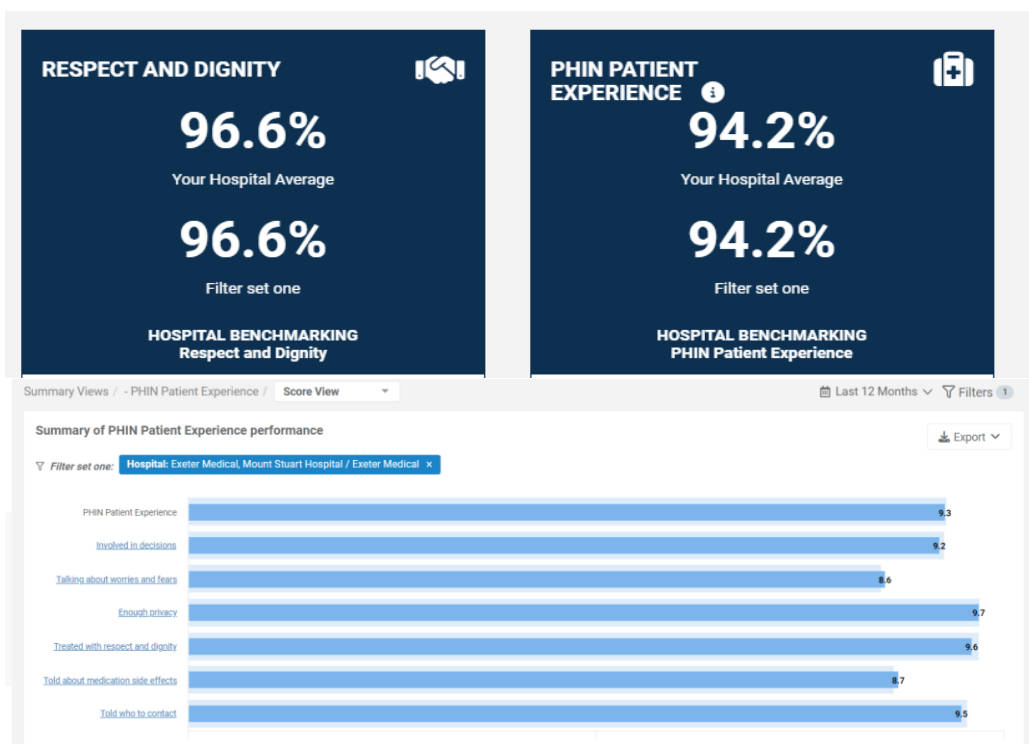 RESPECT AND DIGNITY
96.6%
Your Hospital Average
96.6%
Filter set one
HOSPITAL BENCHMARKING
Respect and Dignity
PHIN PATIENT
EXPERIENCE i
94.2%
Your Hospital Average
94.2%
Filter set one
HOSPITAL BENCHMARKING
PHIN Patient Experience
Summary Views / - PHIN Patient Experience / Score View
Last 12 Months Filters 1
Summary of PHIN Patient Experience performance
Export
Filter set one: Hospital: Exeter Medical, Mount Stuart Hospital / Exeter Medical ×
PHIN Patient Experience 9.3
Involved in decisions 9.2
Talking about worries and fears 8.6
Enough privacy 9.7
Treated with respect and dignity 9.6
Told about medication side effects 8.7
Told who to contact 9.5